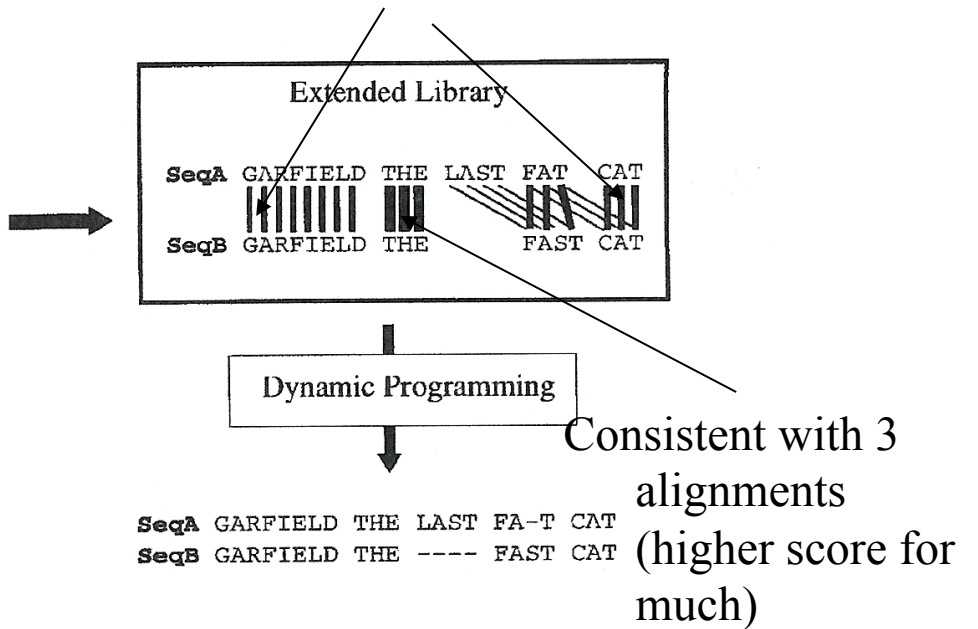 Extended Library
SeqA GARFIELD THE LAST FAT CAT
SeqB GARFIELD THE FAST CAT
Dynamic Programming
Consistent with 3
alignments
(higher score for
much)
SeqA GARFIELD THE LAST FA-T CAT
SeqB GARFIELD THE ---- FAST CAT